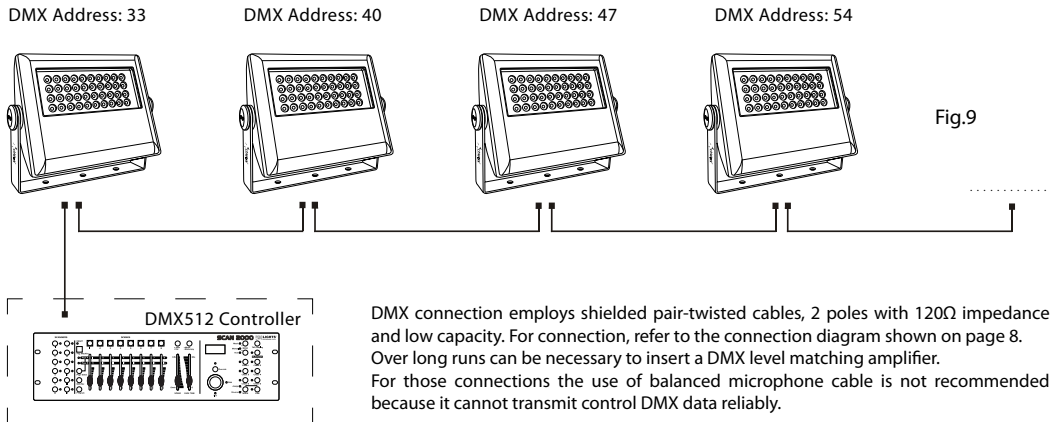 DMX Address: 33
DMX Address: 40
DMX Address: 47
DMX Address: 54
Fig.9
DMX512 Controller
SCAN 2000
DMX connection employs shielded pair-twisted cables, 2 poles with 120Ω impedance
and low capacity. For connection, refer to the connection diagram shown on page 8.
Over long runs can be necessary to insert a DMX level matching amplifier.
For those connections the use of balanced microphone cable is not recommended
because it cannot transmit control DMX data reliably.